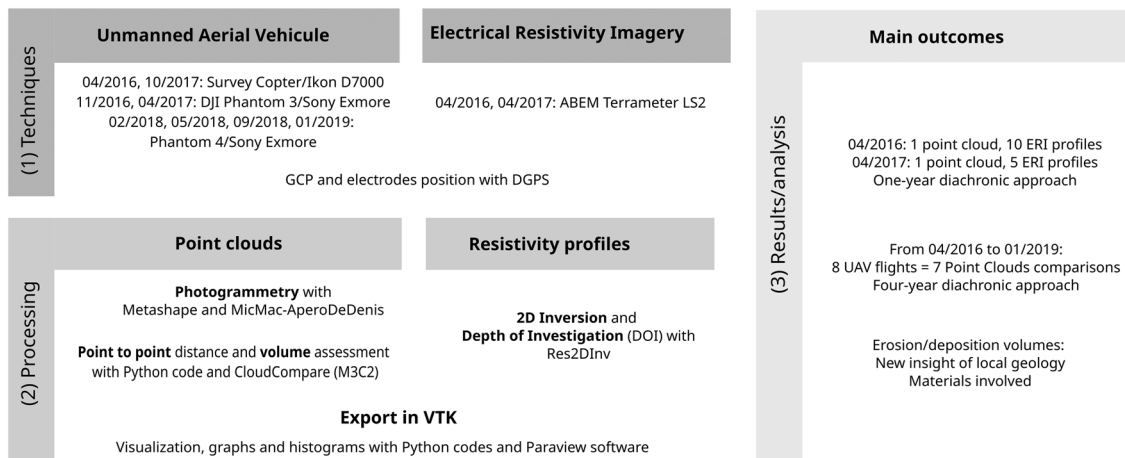 (1) Techniques
Unmanned Aerial Vehicule
04/2016, 10/2017: Survey Copter/Ikon D7000
11/2016, 04/2017: DJI Phantom 3/Sony Exmore
02/2018, 05/2018, 09/2018, 01/2019:
Phantom 4/Sony Exmore
Electrical Resistivity Imagery
04/2016, 04/2017: ABEM Terrameter LS2
GCP and electrodes position with DGPS
(2) Processing
Point clouds
Photogrammetry with
Metashape and MicMac-AperoDeDenis
Point to point distance and volume assessment
with Python code and CloudCompare (M3C2)
Resistivity profiles
2D Inversion and
Depth of Investigation (DOI) with
Res2DInv
Export in VTK
Visualization, graphs and histograms with Python codes and Paraview software
(3) Results/analysis
Main outcomes
04/2016: 1 point cloud, 10 ERI profiles
04/2017: 1 point cloud, 5 ERI profiles
One-year diachronic approach
From 04/2016 to 01/2019:
8 UAV flights = 7 Point Clouds comparisons
Four-year diachronic approach
Erosion/deposition volumes:
New insight of local geology
Materials involved